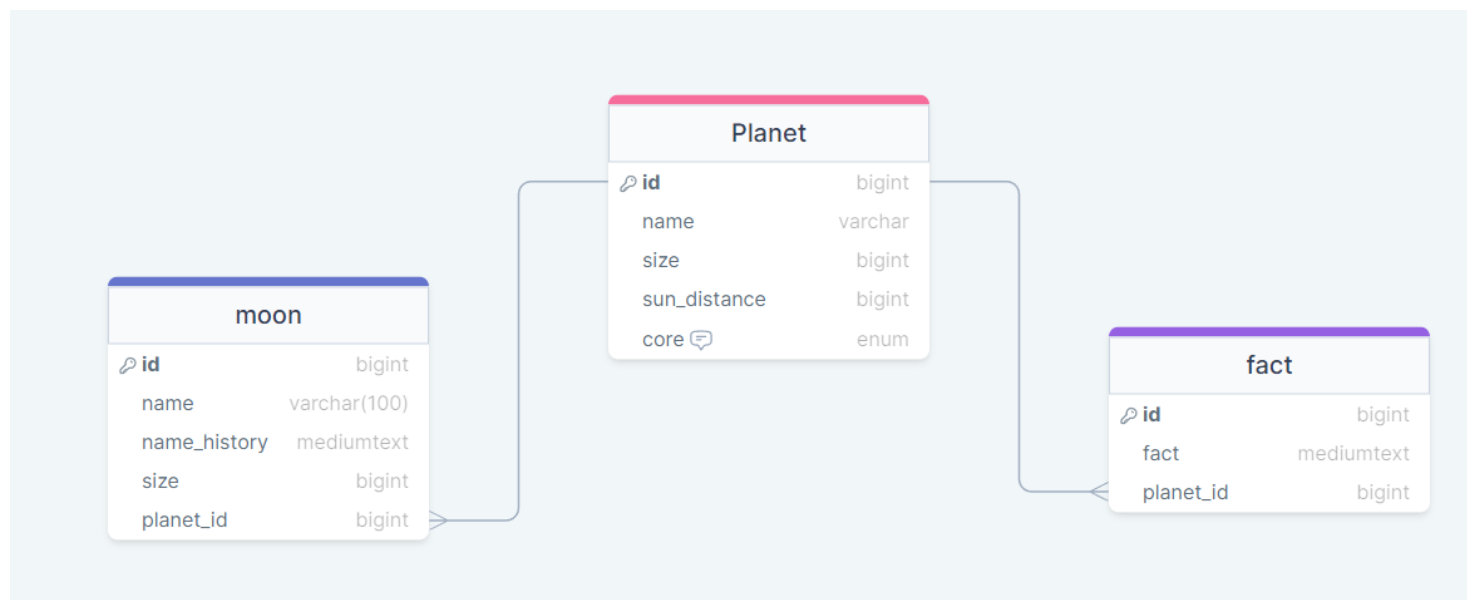 Planet
id bigint
name varchar
size bigint
sun_distance bigint
core enum
moon
id bigint
name varchar(100)
name_history mediumtext
size bigint
planet_id bigint
fact
id bigint
fact mediumtext
planet_id bigint